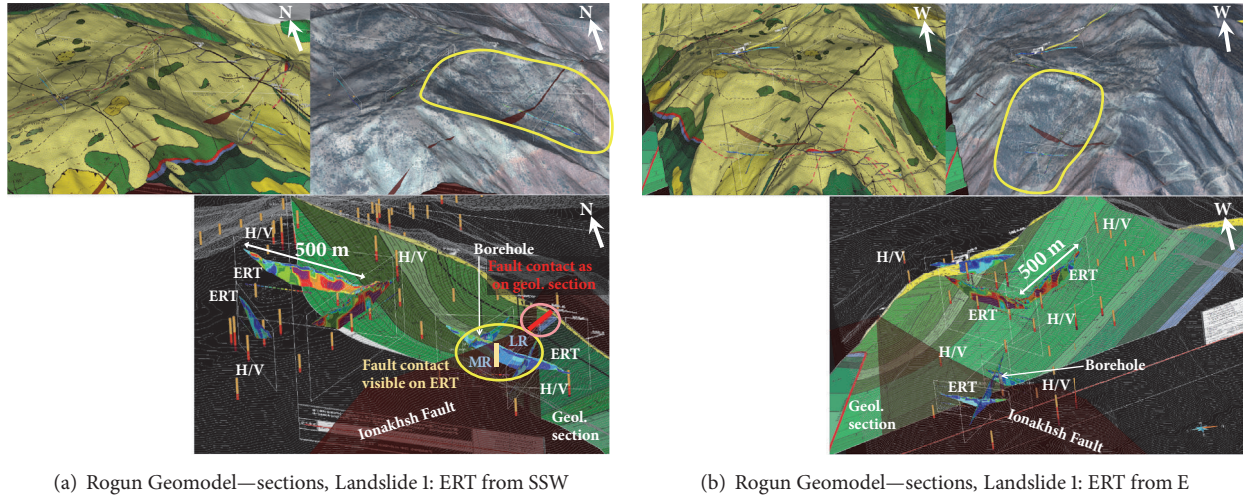 N
N
W
W
N
H/V
500 m
H/V
Borehole
Fault contact as
on geol. section
ERT
ERT
LR
MR
ERT
Fault contact
visible on ERT
H/V
H/V
Ionakhsh Fault
Geol.
section
W
H/V
500 m
H/V
ERT
ERT
H/V
H/V
Borehole
ERT
H/V
Geol.
section
Ionakhsh Fault
(a) Rogun Geomodel—sections, Landslide 1: ERT from SSW
(b) Rogun Geomodel—sections, Landslide 1: ERT from E